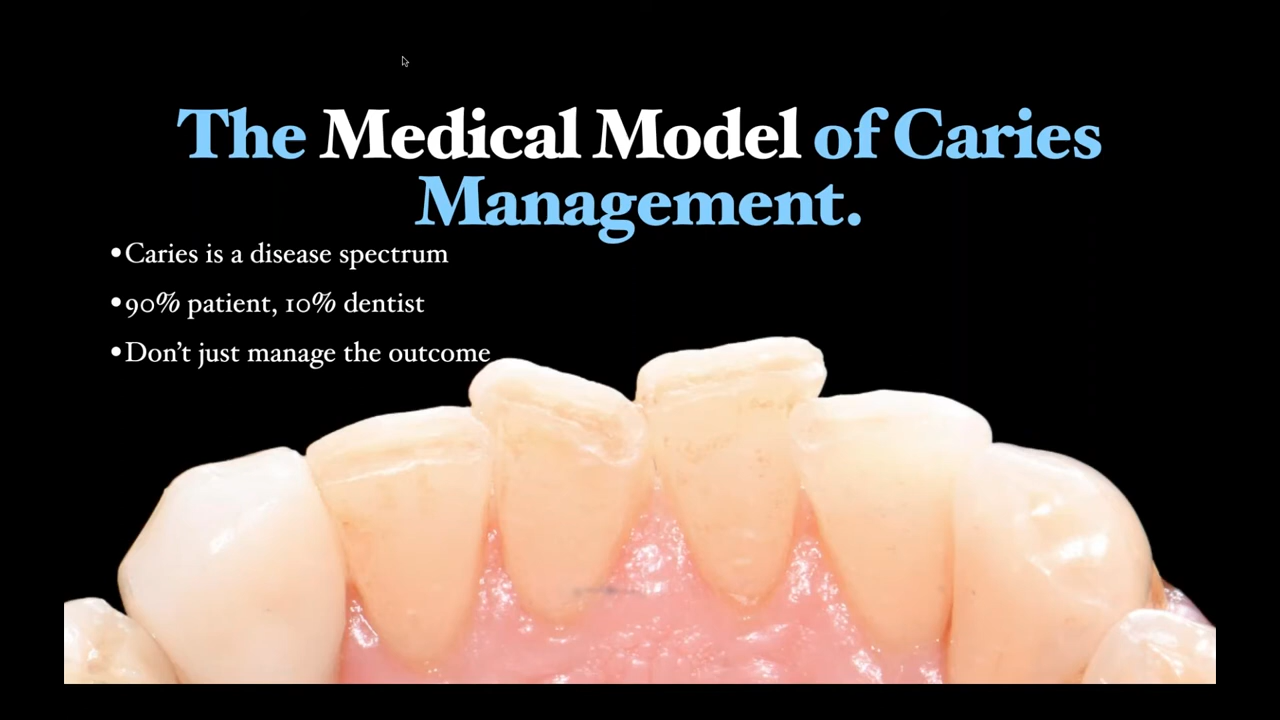 The Medical Model of Caries
Management.
•Caries is a disease spectrum
•90% patient, 10% dentist
•Don’t just manage the outcome